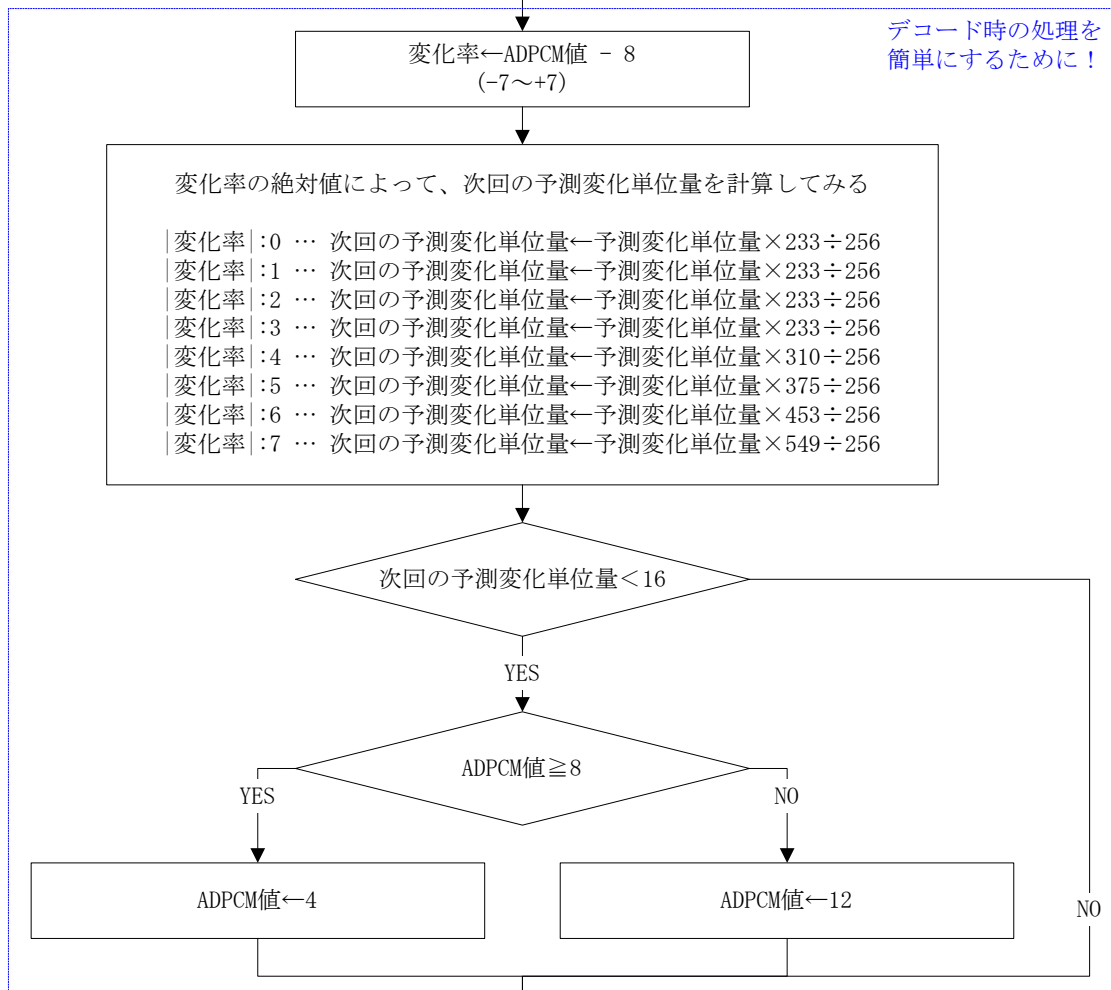 デコード時の処理を
簡単にするために！
変化率←ADPCM値 - 8
(-7～+7)
変化率の絶対値によって、次回の予測変化単位量を計算してみる
|変化率|:0 … 次回の予測変化単位量←予測変化単位量×233÷256
|変化率|:1 … 次回の予測変化単位量←予測変化単位量×233÷256
|変化率|:2 … 次回の予測変化単位量←予測変化単位量×233÷256
|変化率|:3 … 次回の予測変化単位量←予測変化単位量×233÷256
|変化率|:4 … 次回の予測変化単位量←予測変化単位量×310÷256
|変化率|:5 … 次回の予測変化単位量←予測変化単位量×375÷256
|変化率|:6 … 次回の予測変化単位量←予測変化単位量×453÷256
|変化率|:7 … 次回の予測変化単位量←予測変化単位量×549÷256
次回の予測変化単位量＜16
YES
ADPCM値≧8
YES
NO
ADPCM値←4
ADPCM値←12
NO